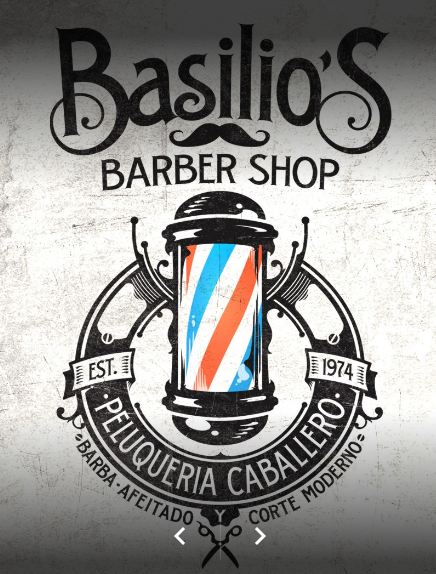 Basilio's
BARBER SHOP
EST. 1974
·PELUQUERIA CABALLERO·
BARBA·AFEITADO Y CORTE MODERNO